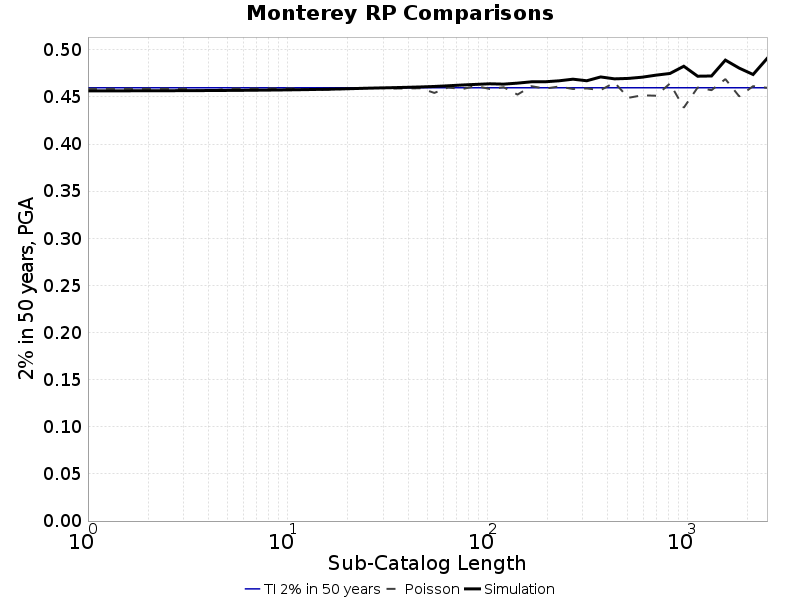 Monterey RP Comparisons
2% in 50 years, PGA
0.50
0.45
0.40
0.35
0.30
0.25
0.20
0.15
0.10
0.05
0.00
10^0 10^1 10^2 10^3
Sub-Catalog Length
TI 2% in 50 years Poisson Simulation